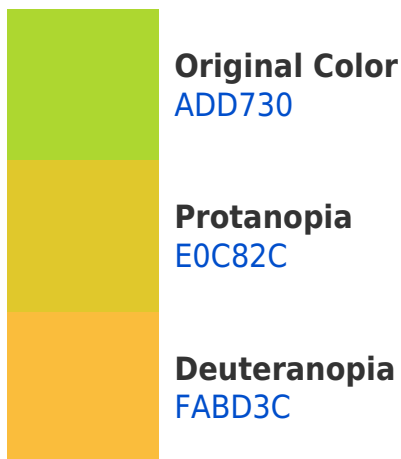 Original Color
ADD730
Protanopia
E0C82C
Deuteranopia
FABD3C